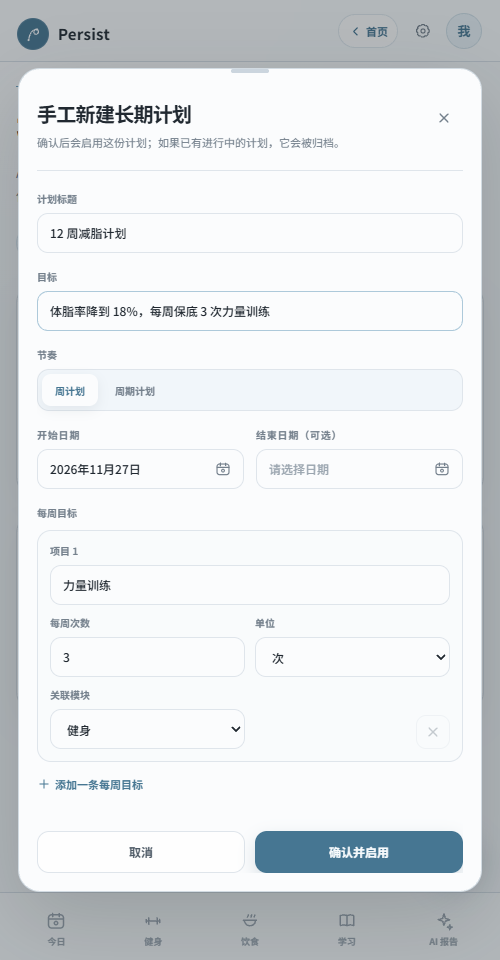 Persist
首页
我
手工新建长期计划
确认后会启用这份计划；如果已有进行中的计划，它会被归档。
计划标题
12 周减脂计划
目标
体脂率降到 18%，每周保底 3 次力量训练
节奏
周计划
周期计划
开始日期
结束日期（可选）
2026年11月27日
请选择日期
每周目标
项目 1
力量训练
每周次数
单位
3
次
关联模块
健身
添加一条每周目标
取消
确认并启用
今日
健身
饮食
学习
AI 报告